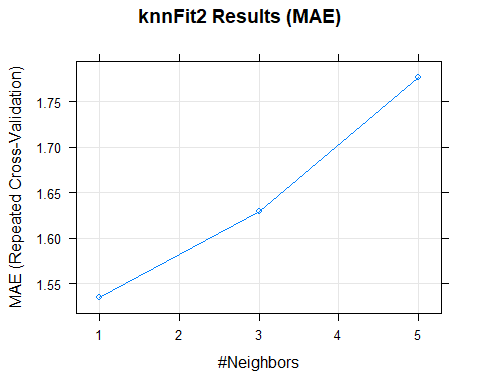 knnFit2 Results (MAE)
MAE (Repeated Cross-Validation)
1.75
1.70
1.65
1.60
1.55
1 2 3 4 5
#Neighbors